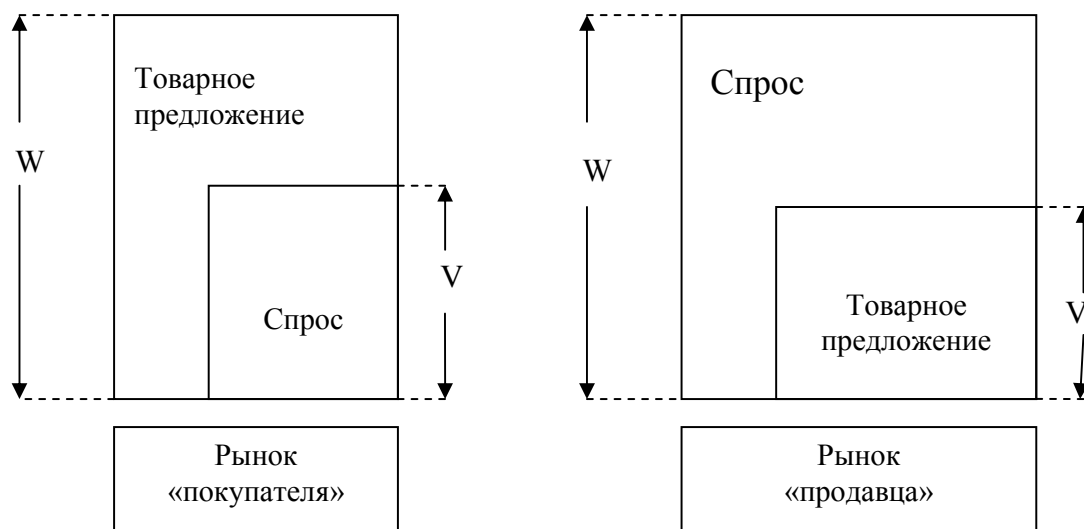 Товарное
предложение
W
V
Спрос
Рынок
«покупателя»
Спрос
W
V
Товарное
предложение
Рынок
«продавца»